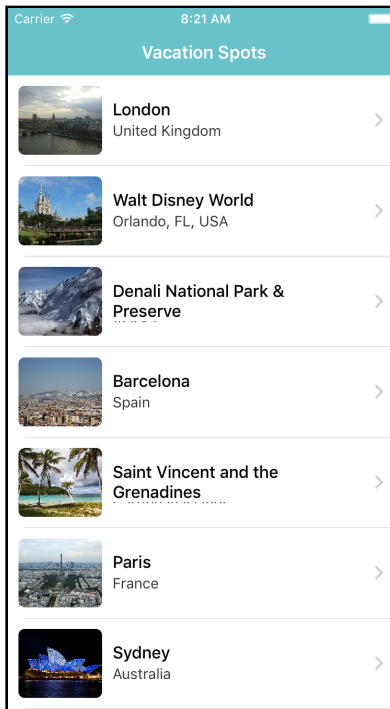 Carrier
8:21 AM
Vacation Spots
London
United Kingdom
Walt Disney World
Orlando, FL, USA
Denali National Park &
Preserve
Barcelona
Spain
Saint Vincent and the
Grenadines
Paris
France
Sydney
Australia